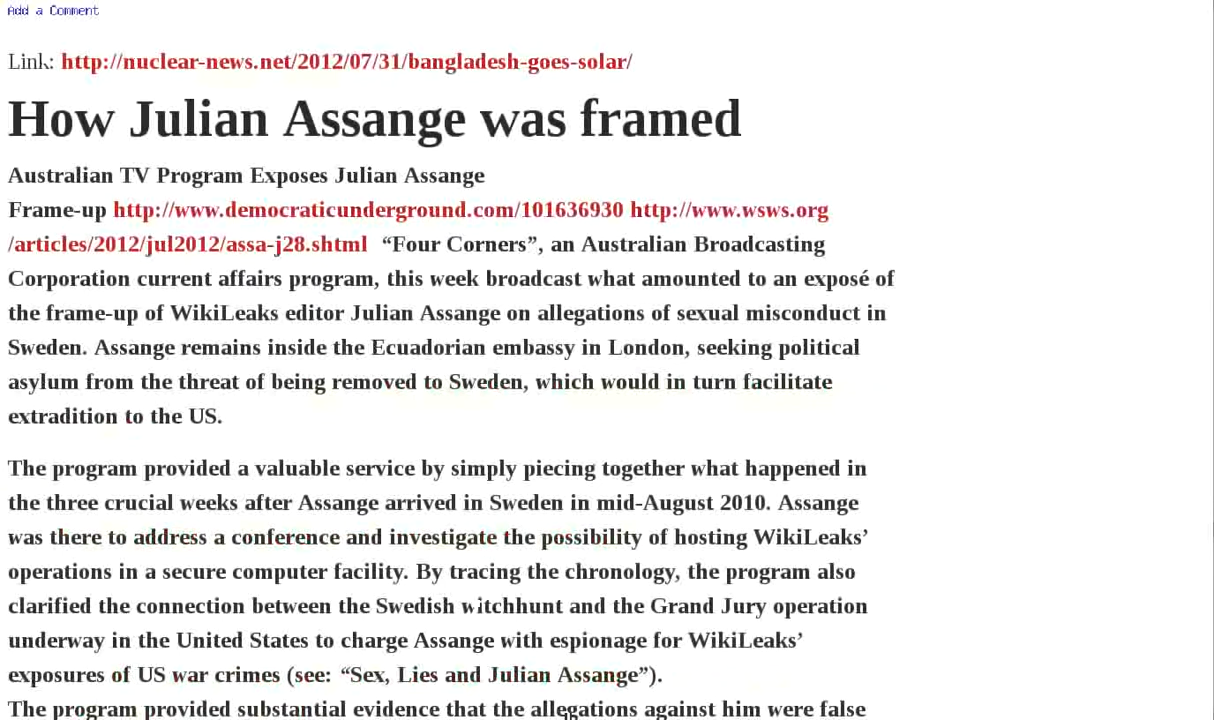 Add a Comment
Link: http://nuclear-news.net/2012/07/31/bangladesh-goes-solar/
How Julian Assange was framed
Australian TV Program Exposes Julian Assange
Frame-up http://www.democraticunderground.com/101636930 http://www.wsws.org
/articles/2012/jul2012/assa-j28.shtml “Four Corners”, an Australian Broadcasting
Corporation current affairs program, this week broadcast what amounted to an exposé of
the frame-up of WikiLeaks editor Julian Assange on allegations of sexual misconduct in
Sweden. Assange remains inside the Ecuadorian embassy in London, seeking political
asylum from the threat of being removed to Sweden, which would in turn facilitate
extradition to the US.
The program provided a valuable service by simply piecing together what happened in
the three crucial weeks after Assange arrived in Sweden in mid-August 2010. Assange
was there to address a conference and investigate the possibility of hosting WikiLeaks’
operations in a secure computer facility. By tracing the chronology, the program also
clarified the connection between the Swedish witchhunt and the Grand Jury operation
underway in the United States to charge Assange with espionage for WikiLeaks’
exposures of US war crimes (see: “Sex, Lies and Julian Assange”).
The program provided substantial evidence that the allegations against him were false